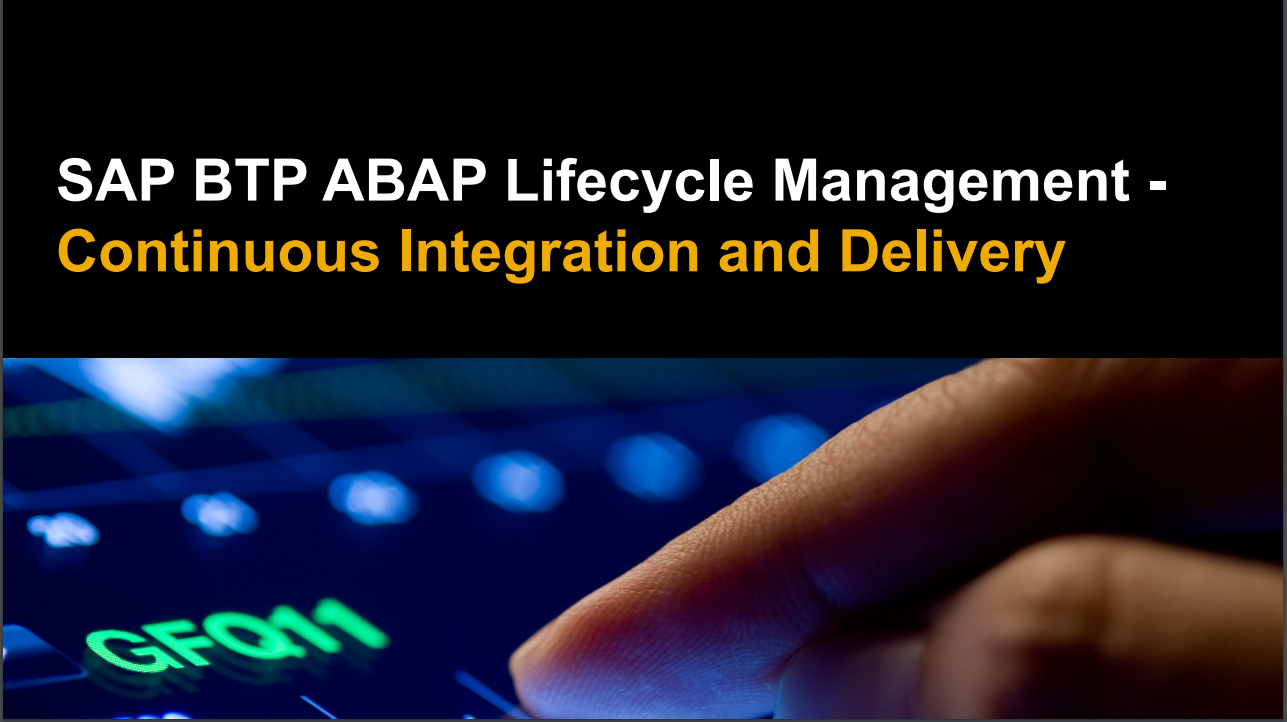 SAP BTP ABAP Lifecycle Management -
Continuous Integration and Delivery
GFQ11